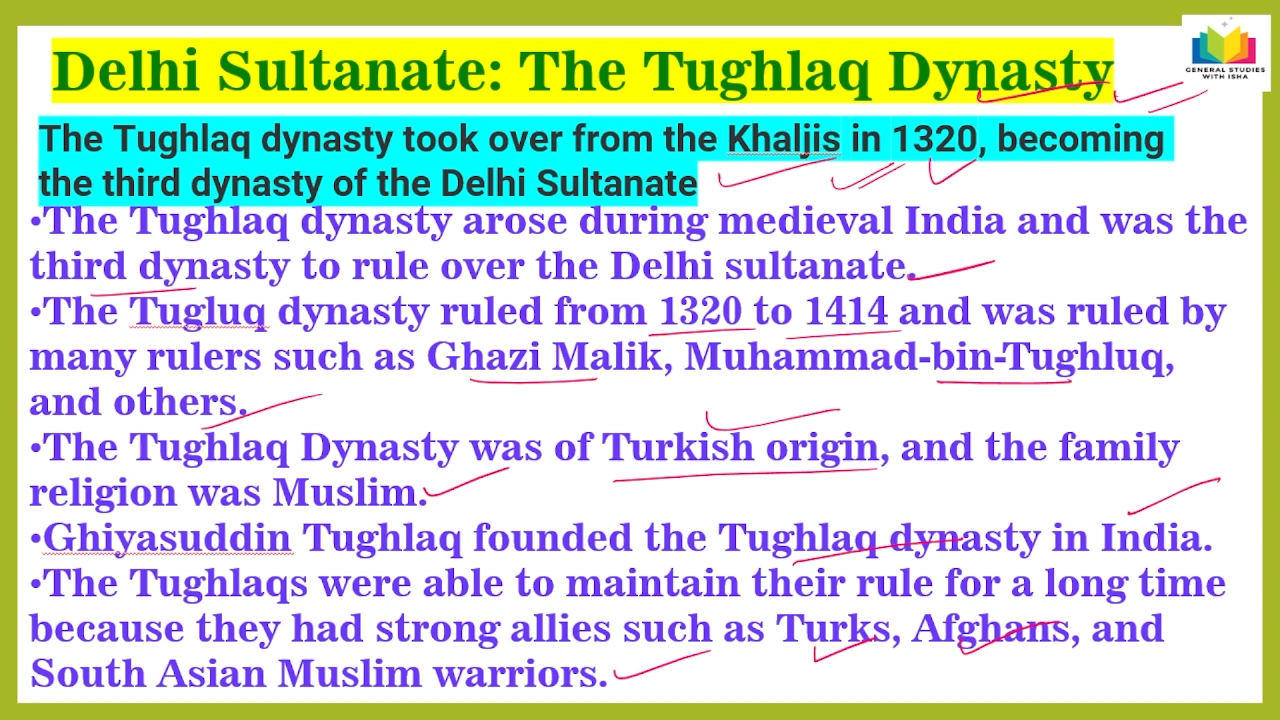 Delhi Sultanate: The Tughlaq Dynasty
GENERAL STUDIES
WITH ISHA
The Tughlaq dynasty took over from the Khaljis in 1320, becoming
the third dynasty of the Delhi Sultanate
•The Tughlaq dynasty arose during medieval India and was the
third dynasty to rule over the Delhi sultanate.
•The Tugluq dynasty ruled from 1320 to 1414 and was ruled by
many rulers such as Ghazi Malik, Muhammad-bin-Tughluq,
and others.
•The Tughlaq Dynasty was of Turkish origin, and the family
religion was Muslim.
•Ghiyasuddin Tughlaq founded the Tughlaq dynasty in India.
•The Tughlaqs were able to maintain their rule for a long time
because they had strong allies such as Turks, Afghans, and
South Asian Muslim warriors.